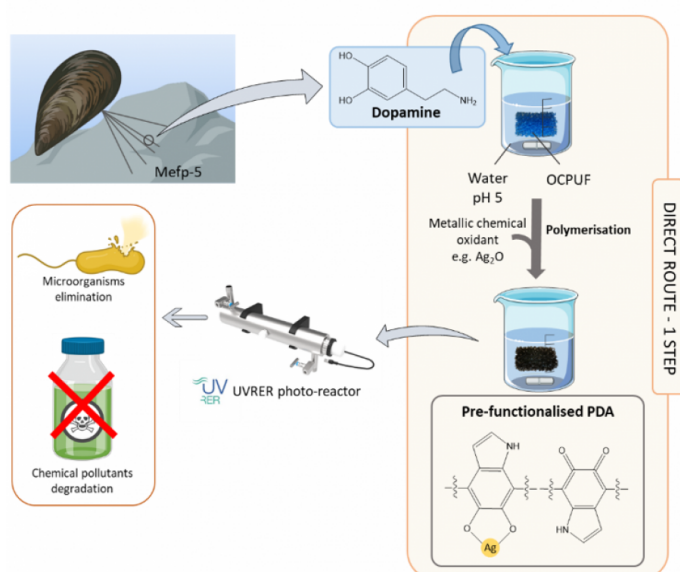 Mefp-5
HO
HO
NH₂
Dopamine
Water
pH 5
OCPUF
Metallic chemical
oxidant
e.g. Ag₂O
Polymerisation
DIRECT ROUTE - 1 STEP
Microorganisms
elimination
Chemical pollutants
degradation
UV
RER
UVRER photo-reactor
Pre-functionalised PDA
NH
O
O
Ag
O
O
HN